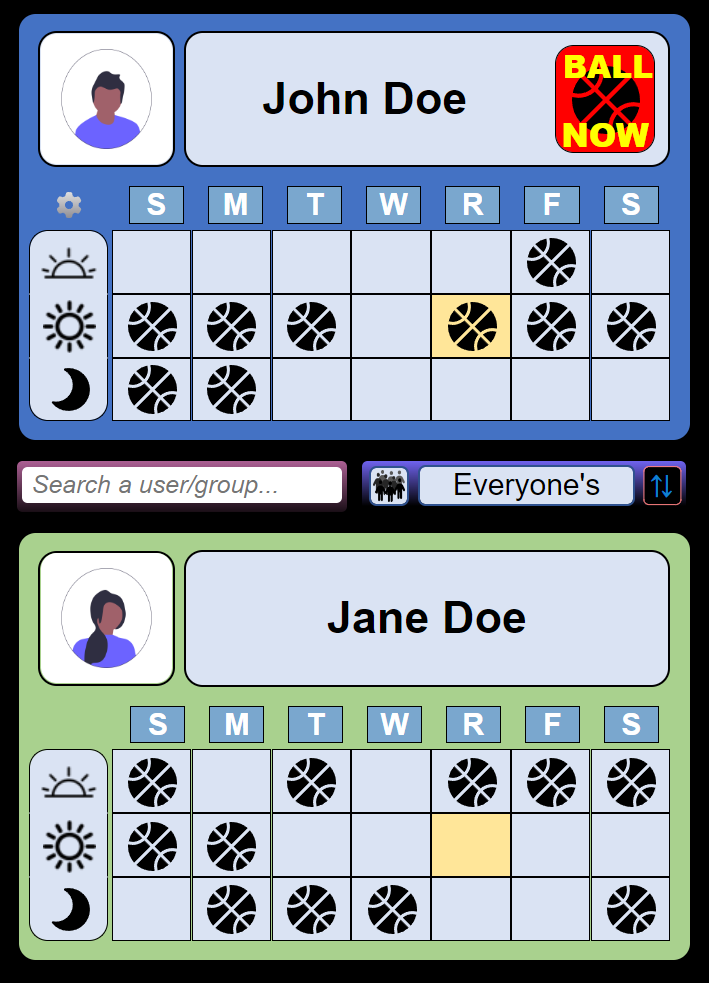 John Doe
BALL
NOW
S M T W R F S
Search a user/group...
Everyone's
Jane Doe
S M T W R F S